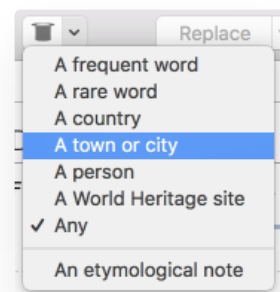 Replace
A frequent word
A rare word
A country
A town or city
A person
A World Heritage site
Any
An etymological note